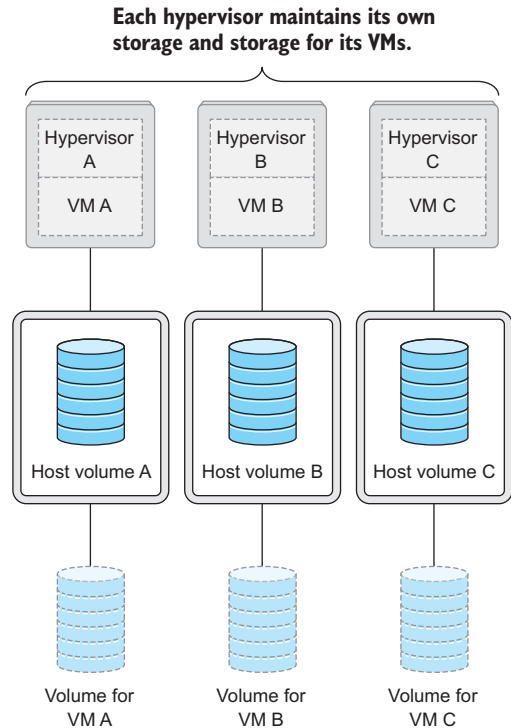 Each hypervisor maintains its own
storage and storage for its VMs.
Hypervisor
A
VM A
Hypervisor
B
VM B
Hypervisor
C
VM C
Host volume A
Host volume B
Host volume C
Volume for
VM A
Volume for
VM B
Volume for
VM C